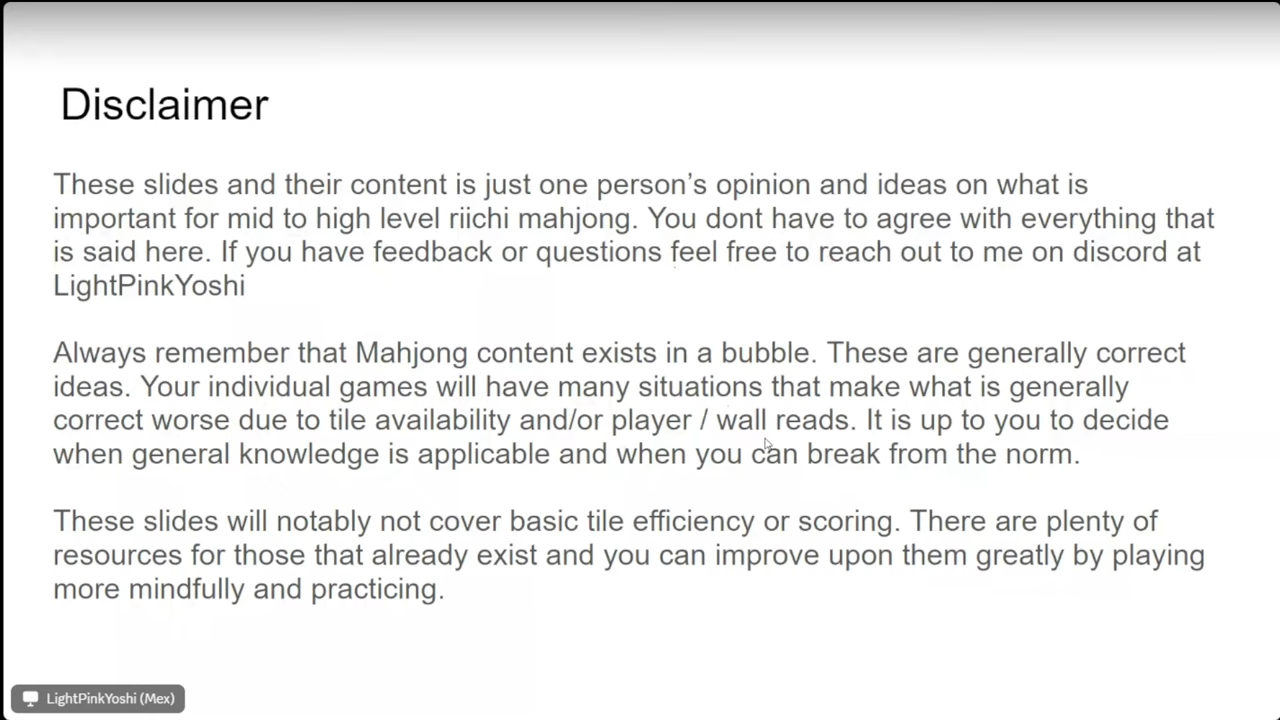 Disclaimer
These slides and their content is just one person’s opinion and ideas on what is
important for mid to high level riichi mahjong. You dont have to agree with everything that
is said here. If you have feedback or questions feel free to reach out to me on discord at
LightPinkYoshi
Always remember that Mahjong content exists in a bubble. These are generally correct
ideas. Your individual games will have many situations that make what is generally
correct worse due to tile availability and/or player / wall reads. It is up to you to decide
when general knowledge is applicable and when you can break from the norm.
These slides will notably not cover basic tile efficiency or scoring. There are plenty of
resources for those that already exist and you can improve upon them greatly by playing
more mindfully and practicing.
LightPinkYoshi (Mex)